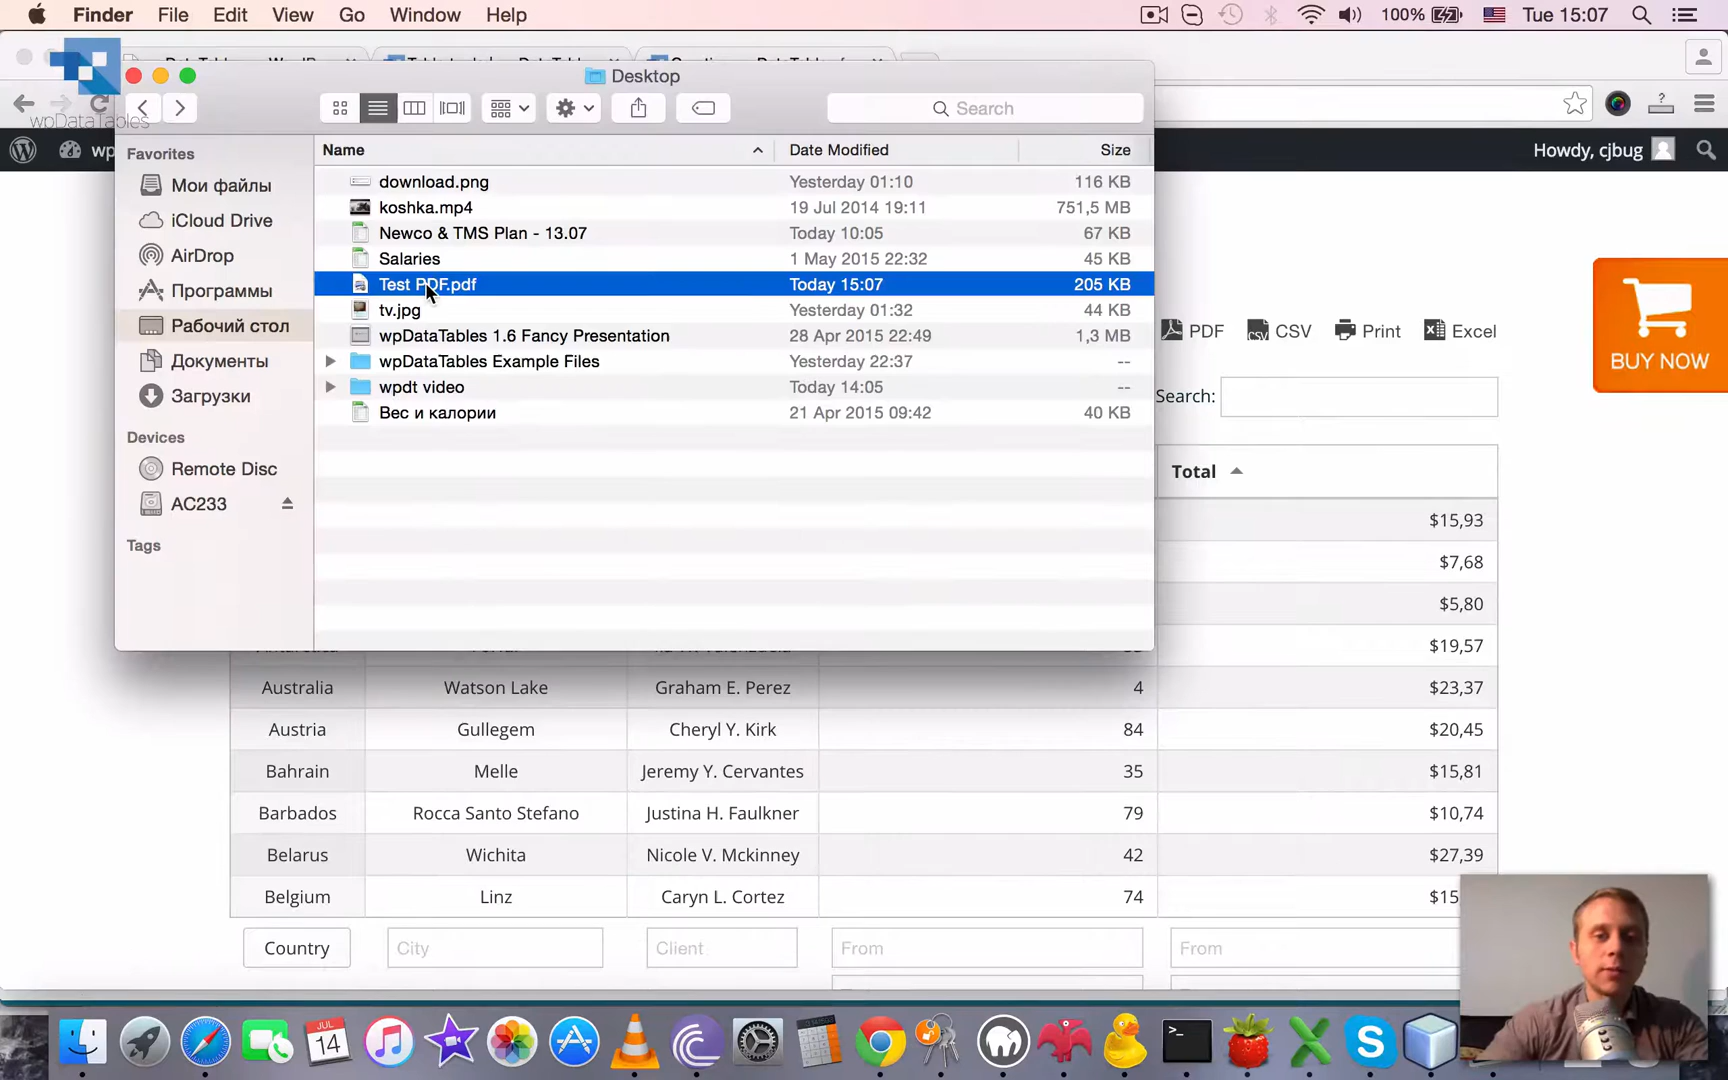 Finder File Edit View Go Window Help 100% Tue 15:07
Desktop
wpDataTables
Search
Howdy, cjbug
Favorites
Мои файлы
iCloud Drive
AirDrop
Программы
Рабочий стол
Документы
Загрузки
Devices
Remote Disc
AC233
Tags
Name Date Modified Size
download.png Yesterday 01:10 116 KB
koshka.mp4 19 Jul 2014 19:11 751,5 MB
Newco & TMS Plan - 13.07 Today 10:05 67 KB
Salaries 1 May 2015 22:32 45 KB
Test PDF.pdf Today 15:07 205 KB
tv.jpg Yesterday 01:32 44 KB
wpDataTables 1.6 Fancy Presentation 28 Apr 2015 22:49 1,3 MB
wpDataTables Example Files Yesterday 22:37 --
wpdt video Today 14:05 --
Вес и калории 21 Apr 2015 09:42 40 KB
PDF CSV Print Excel
BUY NOW
Search:
Total
$15,93
$7,68
$5,80
$19,57
Australia Watson Lake Graham E. Perez 4 $23,37
Austria Gullegem Cheryl Y. Kirk 84 $20,45
Bahrain Melle Jeremy Y. Cervantes 35 $15,81
Barbados Rocca Santo Stefano Justina H. Faulkner 79 $10,74
Belarus Wichita Nicole V. Mckinney 42 $27,39
Belgium Linz Caryn L. Cortez 74 $15
Country City Client From From
JUL
14